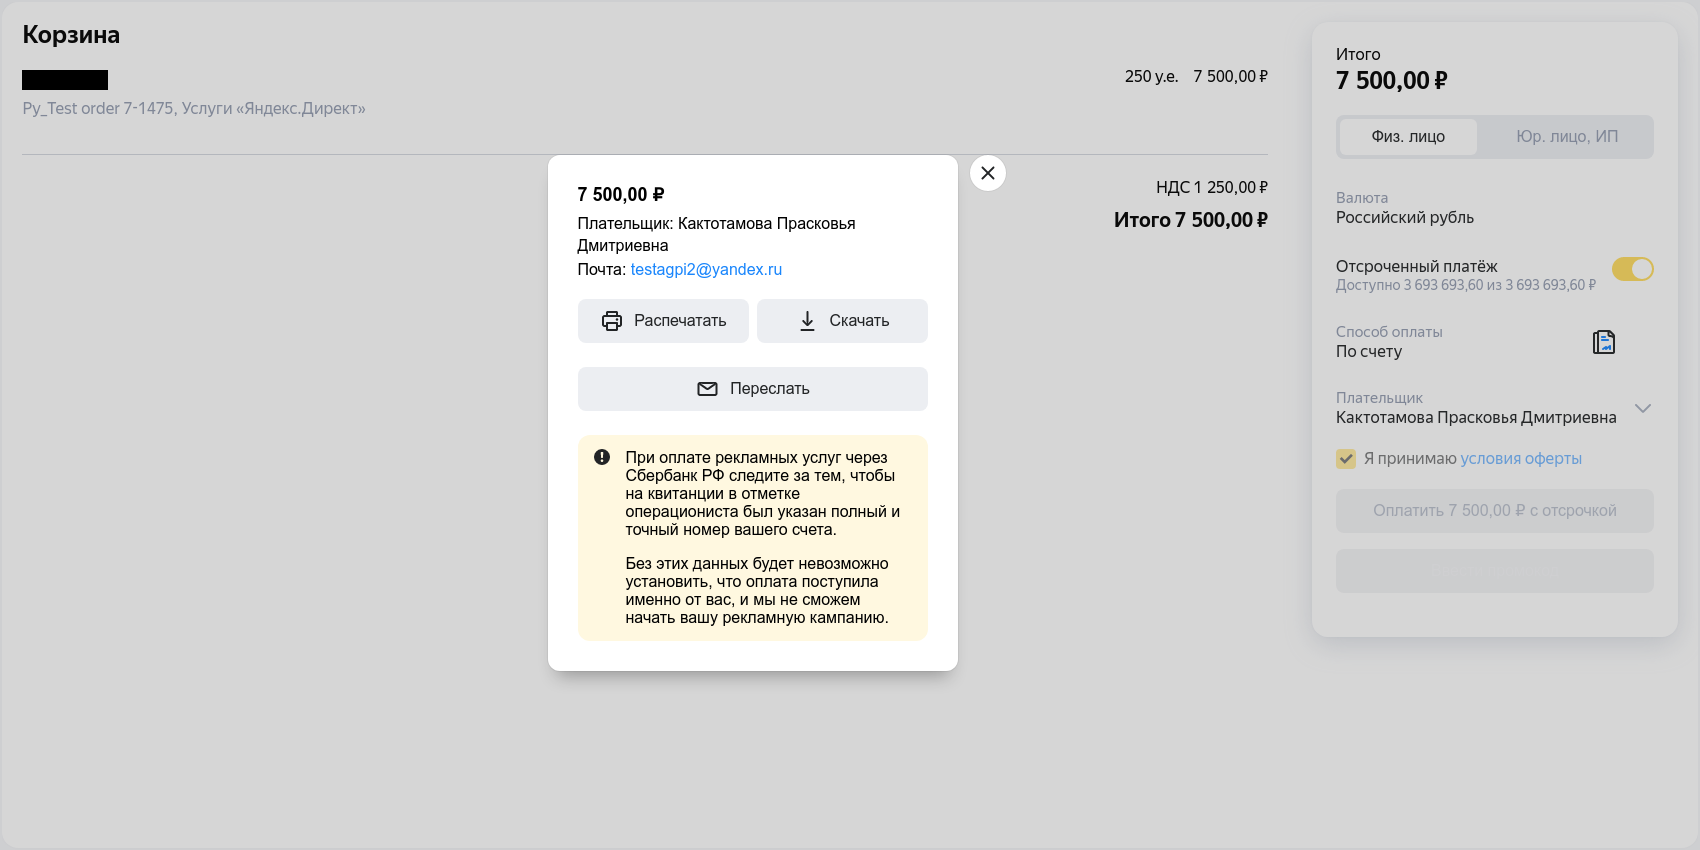 Корзина
250 у.е. 7 500,00 ₽
Py_Test order 7-1475, Услуги «Яндекс.Директ»
НДС 1 250,00 ₽
Итого 7 500,00 ₽
7 500,00 ₽
Плательщик: Кактотамова Прасковья
Дмитриевна
Почта: testagpi2@yandex.ru
Распечатать
Скачать
Переслать
При оплате рекламных услуг через
Сбербанк РФ следите за тем, чтобы
на квитанции в отметке
операциониста был указан полный и
точный номер вашего счета.
Без этих данных будет невозможно
установить, что оплата поступила
именно от вас, и мы не сможем
начать вашу рекламную кампанию.
Итого
7 500,00 ₽
Физ. лицо
Юр. лицо, ИП
Валюта
Российский рубль
Отсроченный платёж
Доступно 3 693 693,60 из 3 693 693,60 ₽
Способ оплаты
По счету
Плательщик
Кактотамова Прасковья Дмитриевна
Я принимаю условия оферты
Оплатить 7 500,00 ₽ с отсрочкой